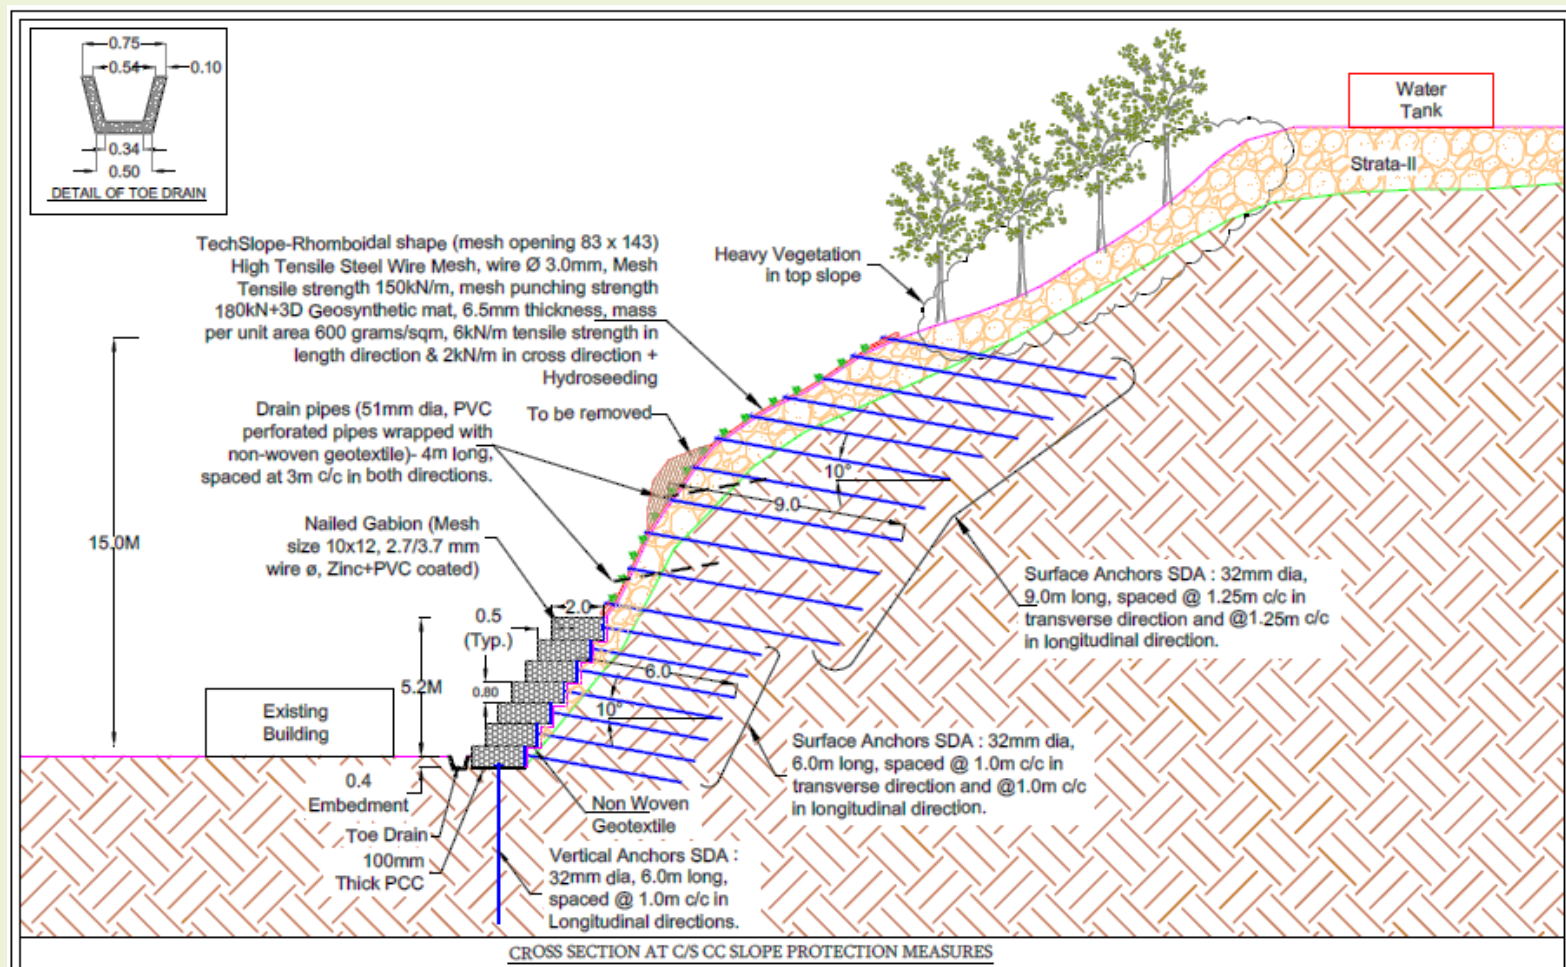 0.75
0.54
0.10
0.34
0.50
DETAIL OF TOE DRAIN
Water
Tank
Strata-II
Heavy Vegetation
in top slope
TechSlope-Rhomboidal shape (mesh opening 83 x 143)
High Tensile Steel Wire Mesh, wire Ø 3.0mm, Mesh
Tensile strength 150kN/m, mesh punching strength
180kN+3D Geosynthetic mat, 6.5mm thickness, mass
per unit area 600 grams/sqm, 6kN/m tensile strength in
length direction & 2kN/m in cross direction +
Hydroseeding
Drain pipes (51mm dia, PVC
perforated pipes wrapped with
non-woven geotextile)- 4m long,
spaced at 3m c/c in both directions.
To be removed
10°
9.0
15.0M
Nailed Gabion (Mesh
size 10x12, 2.7/3.7 mm
wire ø, Zinc+PVC coated)
Surface Anchors SDA : 32mm dia,
9.0m long, spaced @ 1.25m c/c in
transverse direction and @1.25m c/c
in longitudinal direction.
2.0
0.5
(Typ.)
6.0
5.2M
0.80
10°
Existing
Building
Surface Anchors SDA : 32mm dia,
6.0m long, spaced @ 1.0m c/c in
transverse direction and @1.0m c/c
in longitudinal direction.
0.4
Embedment
Toe Drain
100mm
Thick PCC
Non Woven
Geotextile
Vertical Anchors SDA :
32mm dia, 6.0m long,
spaced @ 1.0m c/c in
Longitudinal directions.
CROSS SECTION AT C/S CC SLOPE PROTECTION MEASURES